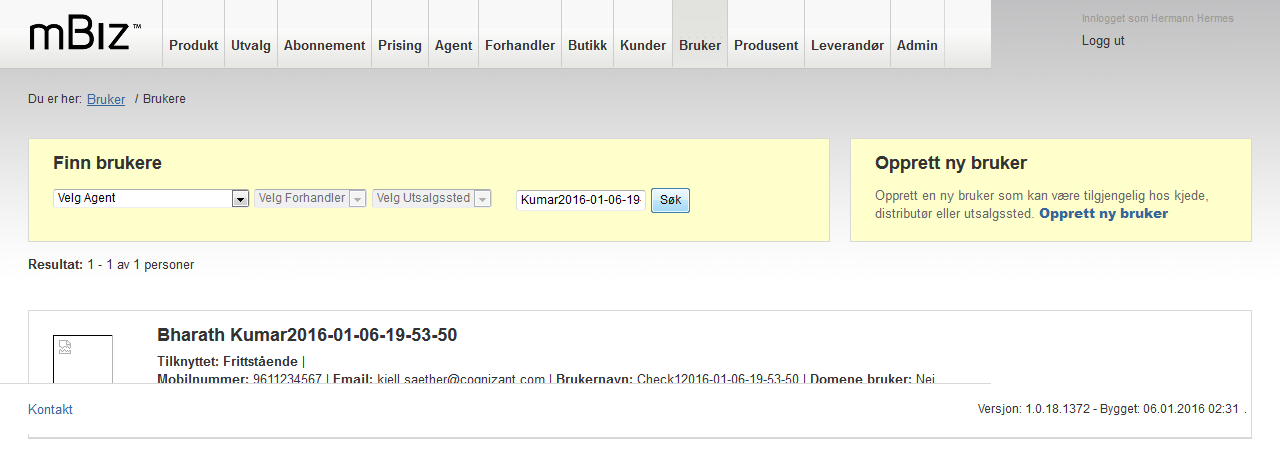 mBIZ™
Produkt Utvalg Abonnement Prising Agent Forhandler Butikk Kunder Bruker Produsent Leverandør Admin
Innlogget som Hermann Hermes
Logg ut
Du er her: Bruker / Brukere
Finn brukere
Velg Agent Velg Forhandler Velg Utsalgssted Kumar2016-01-06-19- Søk
Opprett ny bruker
Opprett en ny bruker som kan være tilgjengelig hos kjede,
distributør eller utsalgssted. Opprett ny bruker
Resultat: 1 - 1 av 1 personer
Bharath Kumar2016-01-06-19-53-50
Tilknyttet: Frittstående |
Mobilnummer: 9611234567 | Email: kjell.saether@cognizant.com | Brukernavn: Check12016-01-06-19-53-50 | Domene bruker: Nei
Kontakt
Versjon: 1.0.18.1372 - Bygget: 06.01.2016 02:31 .